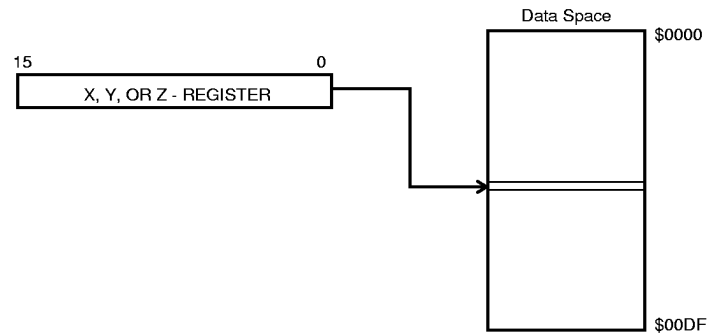 Data Space
$0000
15 0
X, Y, OR Z - REGISTER
$00DF